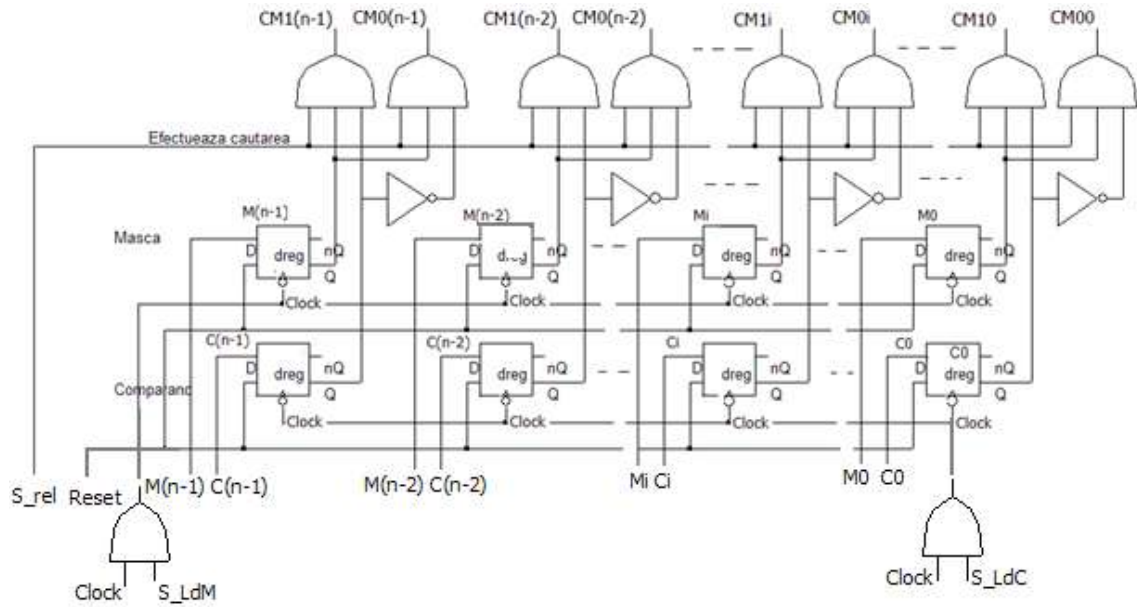 CM1(n-1) CM0(n-1) CM1(n-2) CM0(n-2) CM1i CM0i CM10 CM00
Efectueaza cautarea
M(n-1) M(n-2) Mi M0
Masca
D dreg nQ Q D dreg nQ Q D dreg nQ Q D dreg nQ Q
Clock Clock Clock Clock
C(n-1) C(n-2) Ci C0 C0
D dreg nQ Q D dreg nQ Q D dreg nQ Q D dreg nQ Q
Comparand
Clock Clock Clock Clock
S_rel Reset M(n-1) C(n-1) M(n-2) C(n-2) Mi Ci M0 C0
Clock S_LdM Clock S_LdC